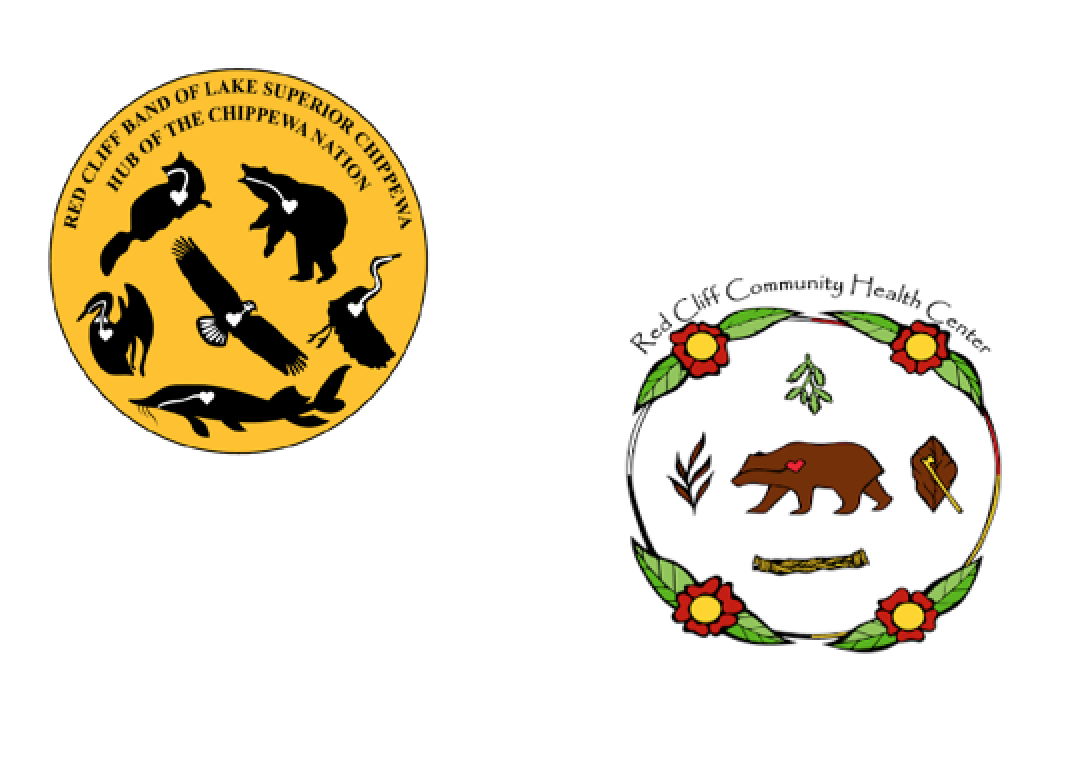 RED CLIFF BAND OF LAKE SUPERIOR CHIPPEWA
HUB OF THE CHIPPEWA NATION
Red Cliff Community Health Center